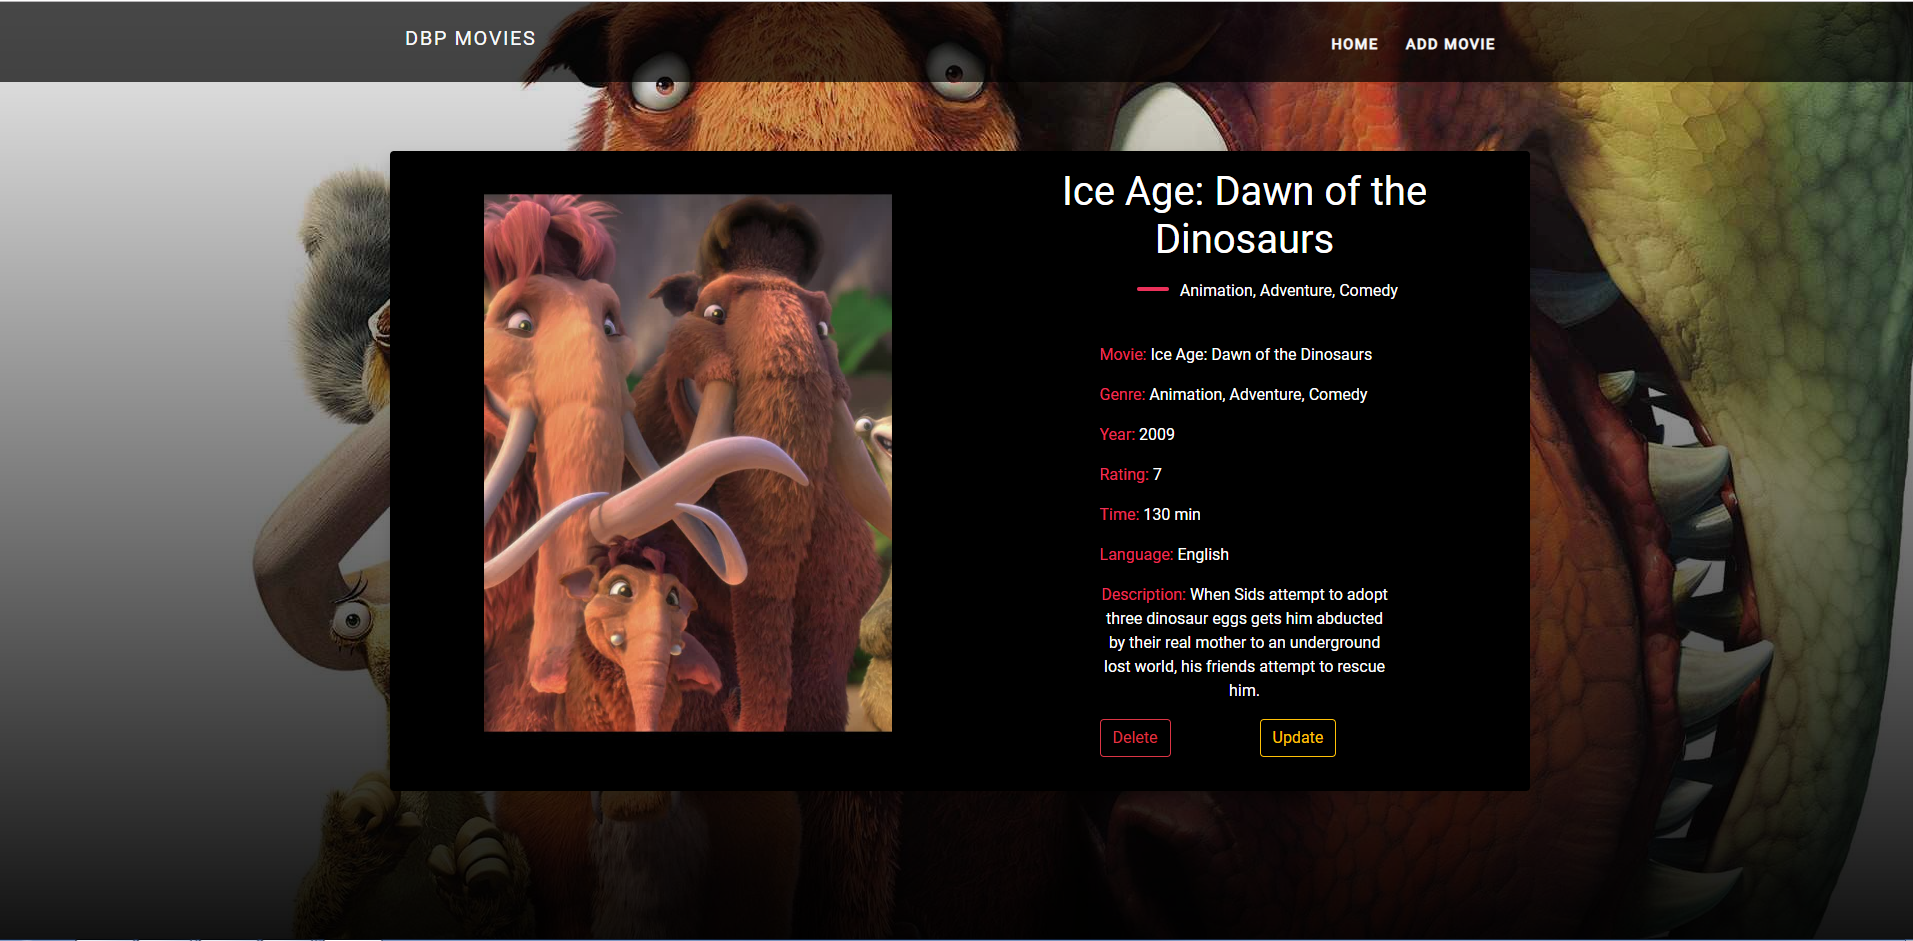 DBP MOVIES
HOME ADD MOVIE
Ice Age: Dawn of the
Dinosaurs
Animation, Adventure, Comedy
Movie: Ice Age: Dawn of the Dinosaurs
Genre: Animation, Adventure, Comedy
Year: 2009
Rating: 7
Time: 130 min
Language: English
Description: When Sids attempt to adopt
three dinosaur eggs gets him abducted
by their real mother to an underground
lost world, his friends attempt to rescue
him.
Delete Update